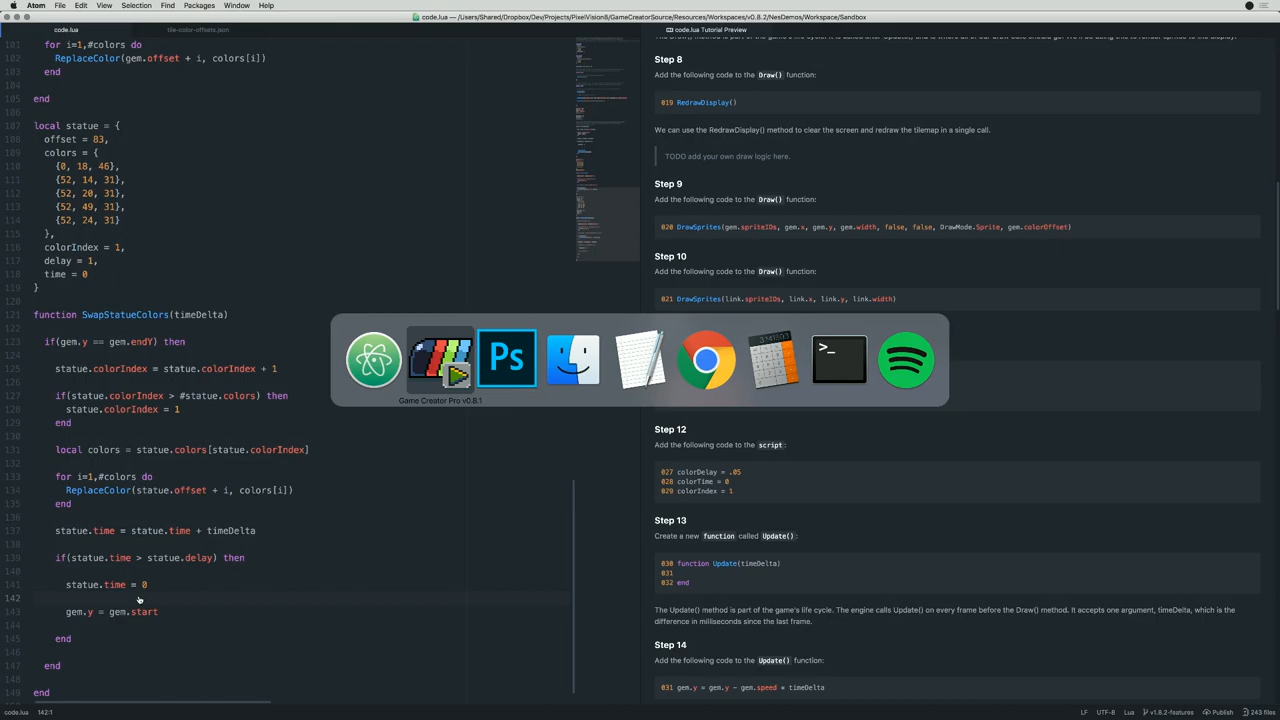 Atom File Edit View Selection Find Packages Window Help
code.lua — /Users/Shared/Dropbox/Dev/Projects/PixelVision8/GameCreatorSource/Resources/Workspaces/v0.8.2/NesDemos/Workspace/Sandbox
code.lua
tile-color-offsets.json
code.lua Tutorial Preview
101 for i=1,#colors do
102 ReplaceColor(gem.offset + i, colors[i])
103 end
104
105 end
106
107 local statue = {
108 offset = 83,
109 colors = {
110 {0, 18, 46},
111 {52, 14, 31},
112 {52, 20, 31},
113 {52, 49, 31},
114 {52, 24, 31}
115 },
116 colorIndex = 1,
117 delay = 1,
118 time = 0
119 }
120
121 function SwapStatueColors(timeDelta)
122
123 if(gem.y == gem.endY) then
124
125 statue.colorIndex = statue.colorIndex + 1
126
127 if(statue.colorIndex > #statue.colors) then
128 statue.colorIndex = 1
129 end
130
131 local colors = statue.colors[statue.colorIndex]
132
133 for i=1,#colors do
134 ReplaceColor(statue.offset + i, colors[i])
135 end
136
137 statue.time = statue.time + timeDelta
138
139 if(statue.time > statue.delay) then
140
141 statue.time = 0
142
143 gem.y = gem.start
144
145 end
146
147 end
148
149 end
Step 8
Add the following code to the Draw() function:
019 RedrawDisplay()
We can use the RedrawDisplay() method to clear the screen and redraw the tilemap in a single call.
TODO add your own draw logic here.
Step 9
Add the following code to the Draw() function:
020 DrawSprites(gem.spriteIDs, gem.x, gem.y, gem.width, false, false, DrawMode.Sprite, gem.colorOffset)
Step 10
Add the following code to the Draw() function:
021 DrawSprites(link.spriteIDs, link.x, link.y, link.width)
Ps
>_
Game Creator Pro v0.8.1
Step 12
Add the following code to the script:
027 colorDelay = .05
028 colorTime = 0
029 colorIndex = 1
Step 13
Create a new function called Update():
030 function Update(timeDelta)
031
032 end
The Update() method is part of the game's life cycle. The engine calls Update() on every frame before the Draw() method. It accepts one argument, timeDelta, which is the
difference in milliseconds since the last frame.
Step 14
Add the following code to the Update() function:
031 gem.y = gem.y - gem.speed * timeDelta
code.lua 142:1
LF UTF-8 Lua v1.8.2-features Publish 243 files